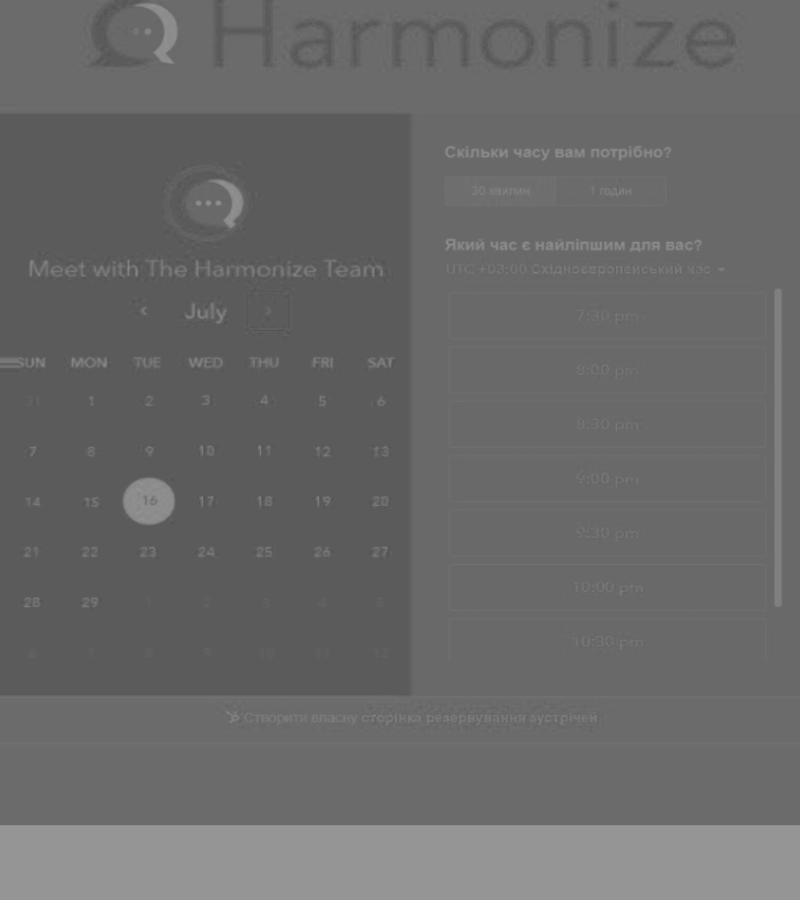 Harmonize
Meet with The Harmonize Team
July
SUN MON TUE WED THU FRI SAT
31 1 2 3 4 5 6
7 8 9 10 11 12 13
14 15 16 17 18 19 20
21 22 23 24 25 26 27
28 29 1 2 3 4 5
6 7 8 9 10 11 12
Скільки часу вам потрібно?
30 хвилин 1 годин
Який час є найліпшим для вас?
UTC +03:00 Східноєвропейський час
7:30 pm
8:00 pm
8:30 pm
9:00 pm
9:30 pm
10:00 pm
10:30 pm
Створити власну сторінка резервування зустрічей